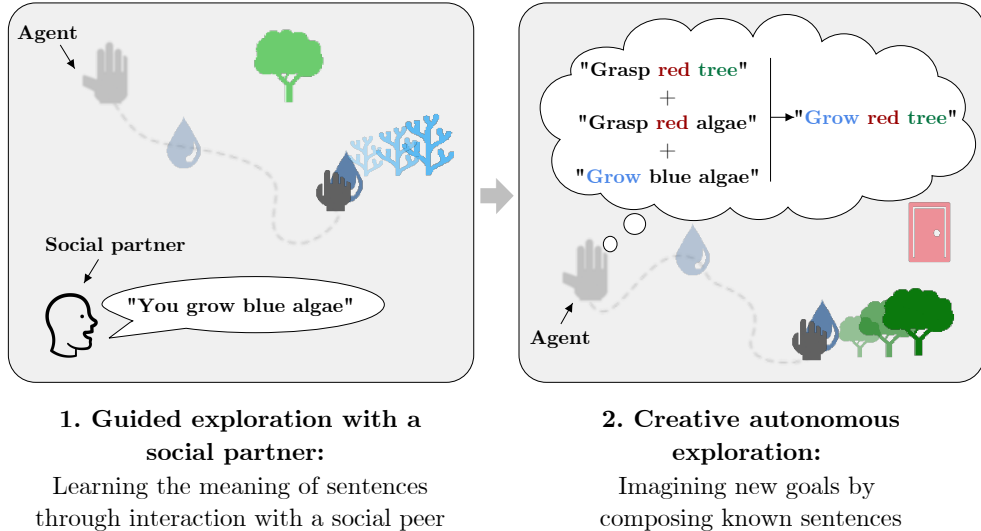 Agent
Social partner
"You grow blue algae"
1. Guided exploration with a
social partner:
Learning the meaning of sentences
through interaction with a social peer
"Grasp red tree"
+
"Grasp red algae"
+
"Grow blue algae"
"Grow red tree"
Agent
2. Creative autonomous
exploration:
Imagining new goals by
composing known sentences